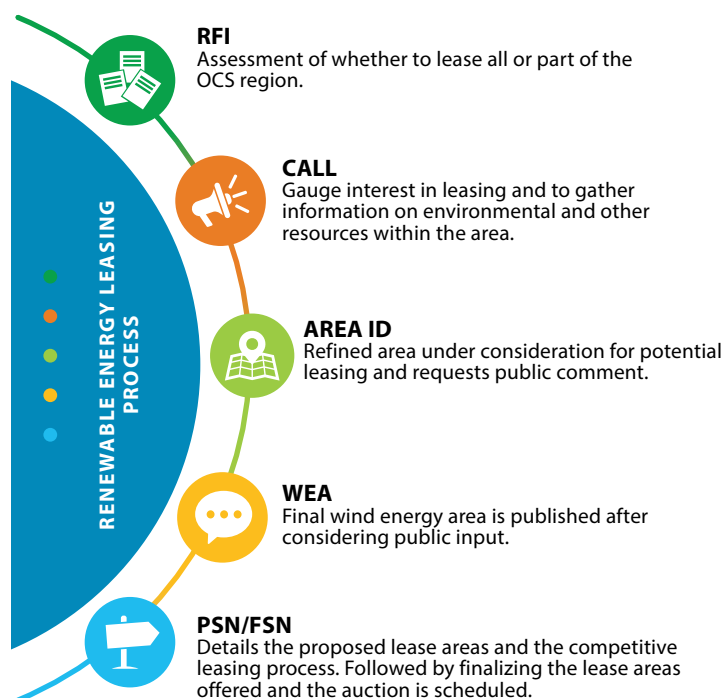 RENEWABLE ENERGY LEASING
PROCESS
RFI
Assessment of whether to lease all or part of the
OCS region.
CALL
Gauge interest in leasing and to gather
information on environmental and other
resources within the area.
AREA ID
Refined area under consideration for potential
leasing and requests public comment.
WEA
Final wind energy area is published after
considering public input.
PSN/FSN
Details the proposed lease areas and the competitive
leasing process. Followed by finalizing the lease areas
offered and the auction is scheduled.